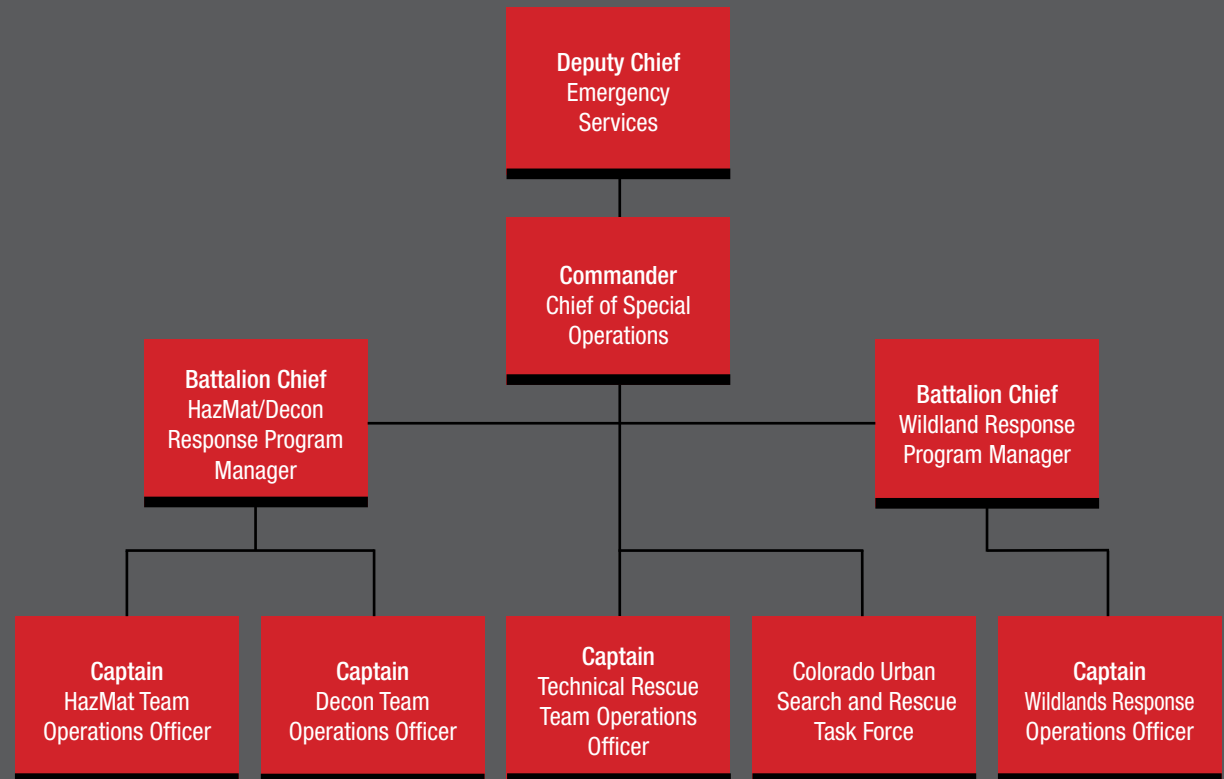 Deputy Chief
Emergency
Services
Commander
Chief of Special
Operations
Battalion Chief
HazMat/Decon
Response Program
Manager
Battalion Chief
Wildland Response
Program Manager
Captain
HazMat Team
Operations Officer
Captain
Decon Team
Operations Officer
Captain
Technical Rescue
Team Operations
Officer
Colorado Urban
Search and Rescue
Task Force
Captain
Wildlands Response
Operations Officer